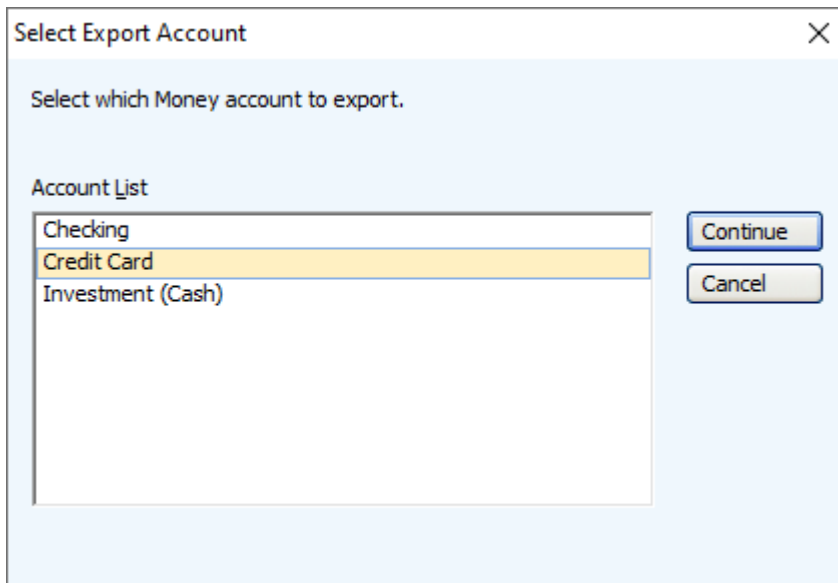 Select Export Account
Select which Money account to export.
Account List
Checking
Credit Card
Investment (Cash)
Continue
Cancel